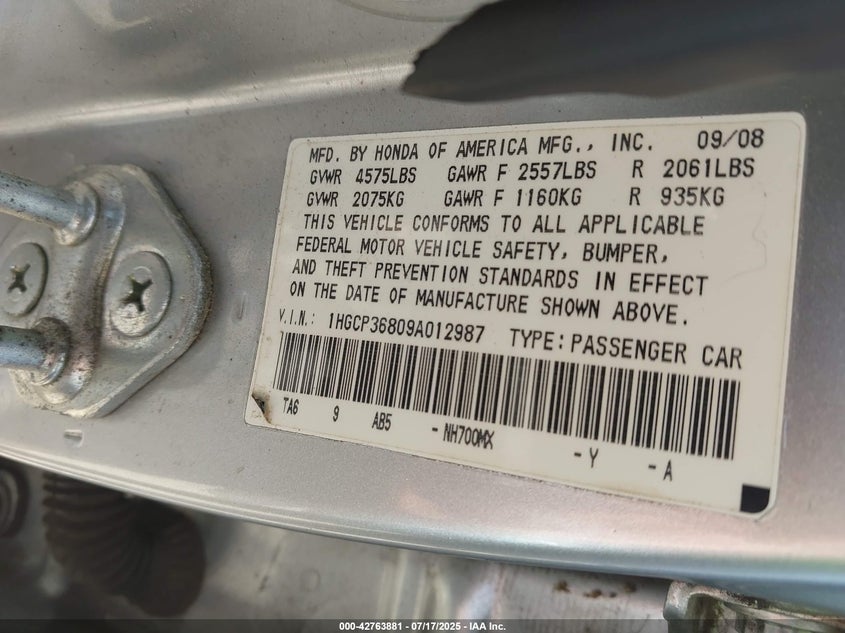 MFD. BY HONDA OF AMERICA MFG., INC. 09/08
GVWR 4575LBS GAWR F 2557LBS R 2061LBS
GVWR 2075KG GAWR F 1160KG R 935KG
THIS VEHICLE CONFORMS TO ALL APPLICABLE
FEDERAL MOTOR VEHICLE SAFETY, BUMPER,
AND THEFT PREVENTION STANDARDS IN EFFECT
ON THE DATE OF MANUFACTURE SHOWN ABOVE.
V.I.N.: 1HGCP36809A012987 TYPE:PASSENGER CAR
TA6 9 AB5 -NH700MX -Y -A
000-42763881 - 07/17/2025 - IAA Inc.